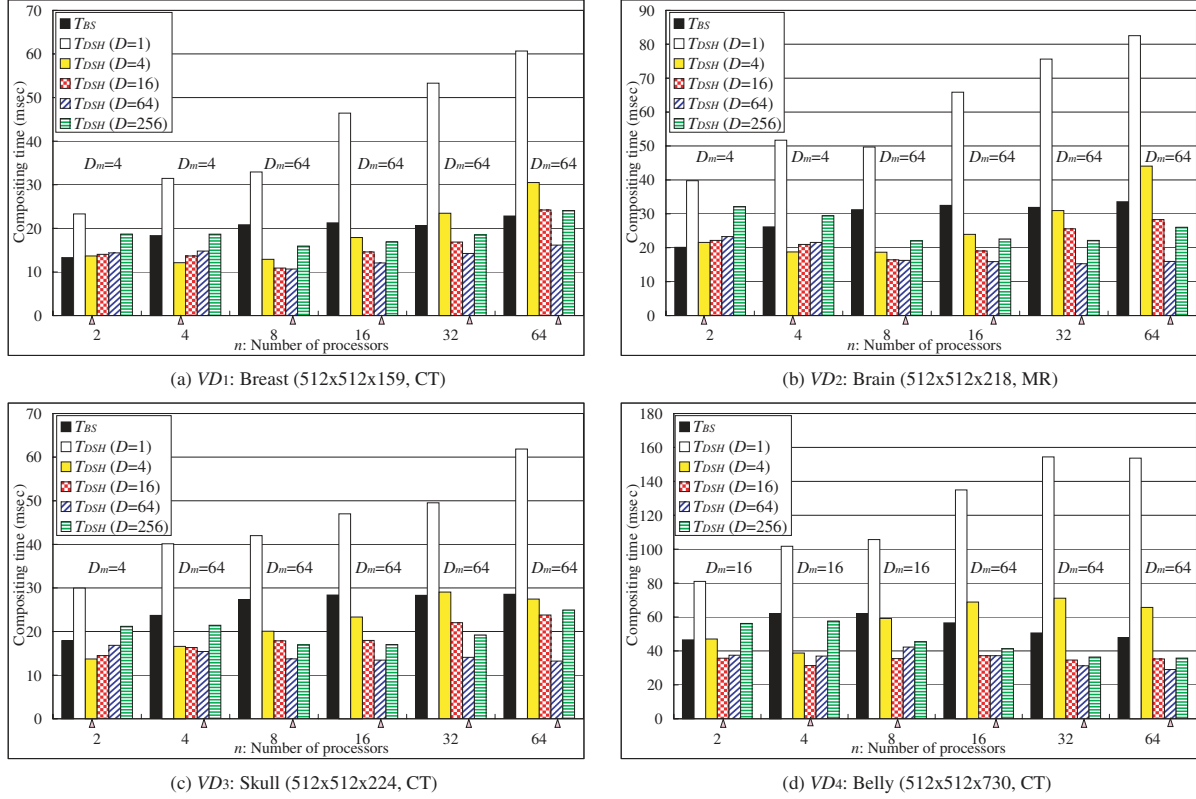 Compositing time (msec)
70
60
50
40
30
20
10
0
TBS
TDSH (D=1)
TDSH (D=4)
TDSH (D=16)
TDSH (D=64)
TDSH (D=256)
Dm=4 Dm=4 Dm=64 Dm=64 Dm=64 Dm=64
2 4 8 16 32 64
n: Number of processors
(a) VD1: Breast (512x512x159, CT)
Compositing time (msec)
90
80
70
60
50
40
30
20
10
0
TBS
TDSH (D=1)
TDSH (D=4)
TDSH (D=16)
TDSH (D=64)
TDSH (D=256)
Dm=4 Dm=4 Dm=64 Dm=64 Dm=64 Dm=64
2 4 8 16 32 64
n: Number of processors
(b) VD2: Brain (512x512x218, MR)
Compositing time (msec)
70
60
50
40
30
20
10
0
TBS
TDSH (D=1)
TDSH (D=4)
TDSH (D=16)
TDSH (D=64)
TDSH (D=256)
Dm=4 Dm=64 Dm=64 Dm=64 Dm=64 Dm=64
2 4 8 16 32 64
n: Number of processors
(c) VD3: Skull (512x512x224, CT)
Compositing time (msec)
180
160
140
120
100
80
60
40
20
0
TBS
TDSH (D=1)
TDSH (D=4)
TDSH (D=16)
TDSH (D=64)
TDSH (D=256)
Dm=16 Dm=16 Dm=16 Dm=64 Dm=64 Dm=64
2 4 8 16 32 64
n: Number of processors
(d) VD4: Belly (512x512x730, CT)